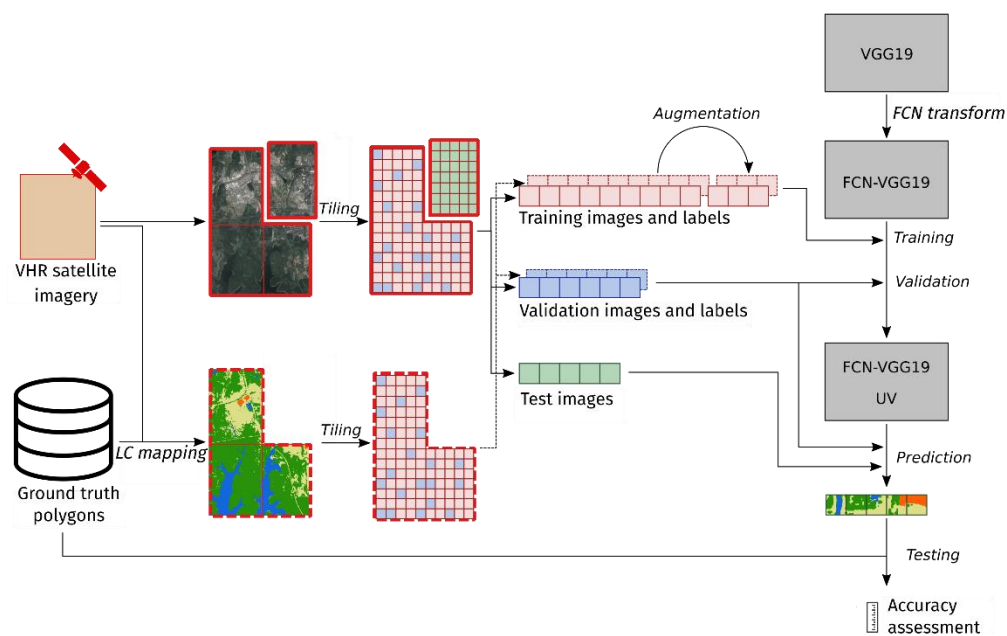 VGG19
FCN transform
Augmentation
FCN-VGG19
Tiling
Training images and labels
Training
VHR satellite
imagery
Validation
Validation images and labels
FCN-VGG19
UV
Test images
Tiling
LC mapping
Prediction
Ground truth
polygons
Testing
Accuracy
assessment